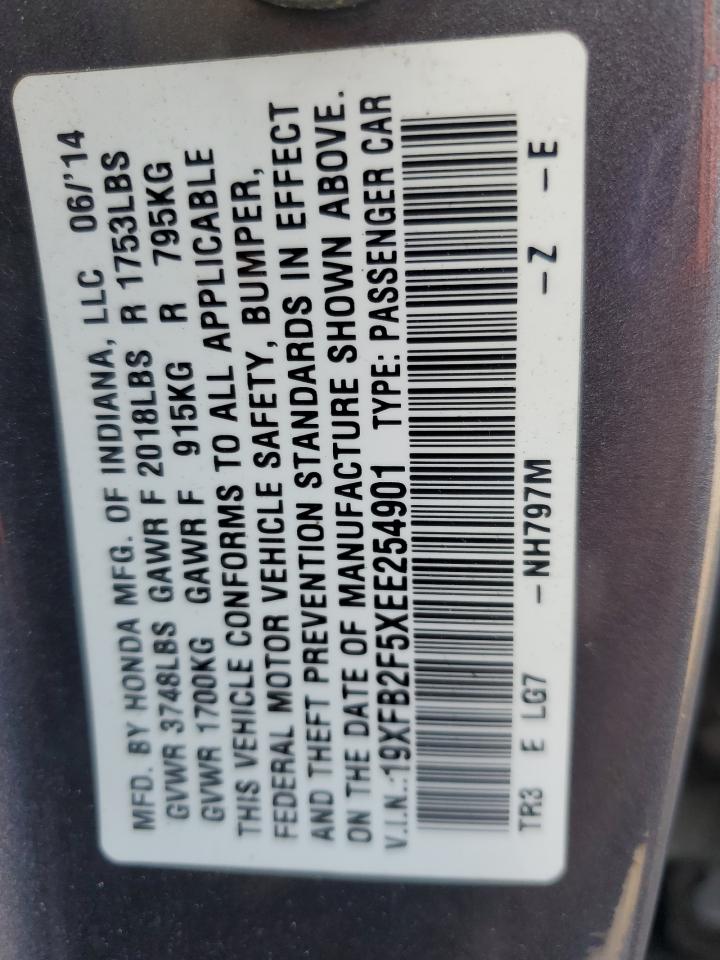 MFD. BY HONDA MFG. OF INDIANA, LLC 06/'14
GVWR 3748LBS GAWR F 2018LBS R 1753LBS
GVWR 1700KG GAWR F 915KG R 795KG
THIS VEHICLE CONFORMS TO ALL APPLICABLE
FEDERAL MOTOR VEHICLE SAFETY, BUMPER,
AND THEFT PREVENTION STANDARDS IN EFFECT
ON THE DATE OF MANUFACTURE SHOWN ABOVE.
V.I.N.:19XFB2F5XEE254901 TYPE: PASSENGER CAR
TR3 E LG7 -NH797M -Z -E